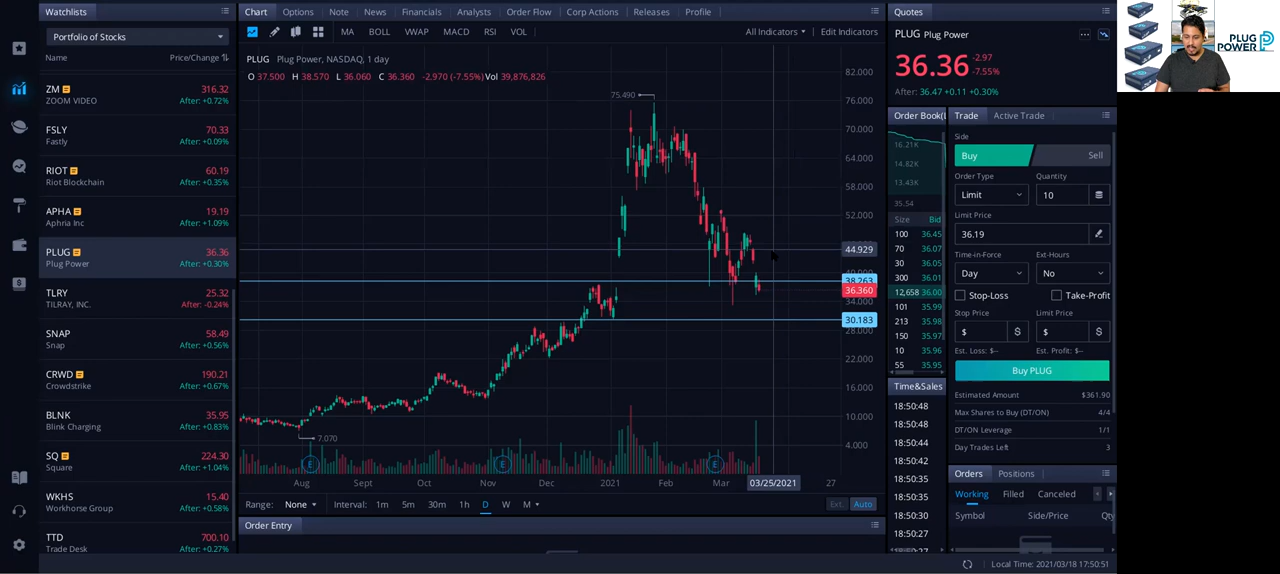 Watchlists
Portfolio of Stocks
Name Price/Change
ZM 316.32
ZOOM VIDEO After: +0.72%
FSLY 70.33
Fastly After: +0.09%
RIOT 60.19
Riot Blockchain After: +0.35%
APHA 19.19
Aphria Inc After: +1.09%
PLUG 36.36
Plug Power After: +0.30%
TLRY 25.32
TILRAY, INC. After: -0.24%
SNAP 58.49
Snap After: +0.56%
CRWD 190.21
Crowdstrike After: +0.67%
BLNK 35.95
Blink Charging After: +0.83%
SQ 224.30
Square After: +1.04%
WKHS 15.40
Workhorse Group After: +0.58%
TTD 700.10
Trade Desk After: +0.27%
Chart Options Note News Financials Analysts Order Flow Corp Actions Releases Profile
MA BOLL VWAP MACD RSI VOL All Indicators Edit Indicators
PLUG Plug Power, NASDAQ, 1 day
O 37.500 H 38.570 L 36.060 C 36.360 -2.970 (-7.55%) Vol 39,876,826
82.000
75.490
76.000
70.000
64.000
58.000
52.000
44.929
38.263
36.360
34.000
30.183
28.000
22.000
16.000
10.000
7.070
4.000
E E E
Aug Sept Oct Nov Dec 2021 Feb Mar 03/25/2021 27
Range: None Interval: 1m 5m 30m 1h D W M Ext. Auto
Order Entry
Quotes
PLUG Plug Power
36.36 -2.97
-7.55%
After: 36.47 +0.11 +0.30%
Order Book(L
16.21K
14.82K
13.43K
35.54
Size Bid
100 36.45
70 36.07
30 36.05
300 36.01
12,658 36.00
101 35.99
213 35.98
150 35.97
10 35.96
55 35.95
Time&Sales
18:50:48
18:50:48
18:50:44
18:50:42
18:50:35
18:50:35
18:50:30
18:50:27
Trade Active Trade
Side
Buy Sell
Order Type Quantity
Limit 10
Limit Price
36.19
Time-in-Force Ext-Hours
Day No
Stop-Loss Take-Profit
Stop Price Limit Price
$ $ $ $
Est. Loss: $-- Est. Profit: $--
Buy PLUG
Estimated Amount $361.90
Max Shares to Buy (DT/ON) 4/4
DT/ON Leverage 1/1
Day Trades Left 3
Orders Positions
Working Filled Canceled
Symbol Side/Price Qty
Local Time: 2021/03/18 17:50:51
PLUG
POWER